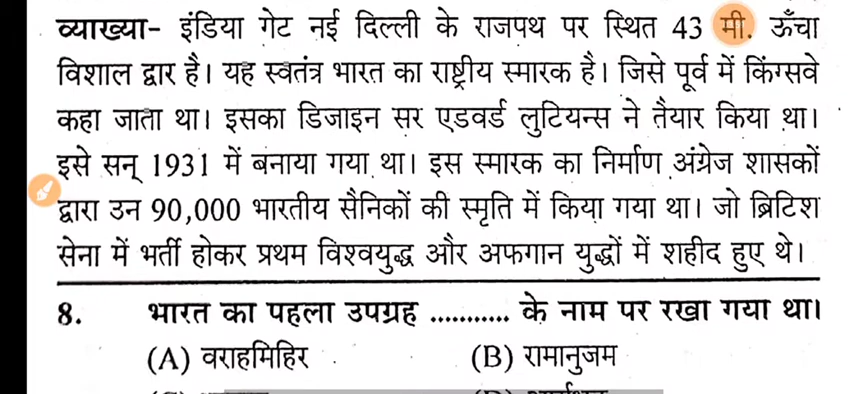 व्याख्या- इंडिया गेट नई दिल्ली के राजपथ पर स्थित 43 मी. ऊँचा
विशाल द्वार है। यह स्वतंत्र भारत का राष्ट्रीय स्मारक है। जिसे पूर्व में किंग्सवे
कहा जाता था। इसका डिजाइन सर एडवर्ड लुटियन्स ने तैयार किया था।
इसे सन् 1931 में बनाया गया था। इस स्मारक का निर्माण अंग्रेज शासकों
द्वारा उन 90,000 भारतीय सैनिकों की स्मृति में किया गया था। जो ब्रिटिश
सेना में भर्ती होकर प्रथम विश्वयुद्ध और अफगान युद्धों में शहीद हुए थे।
8. भारत का पहला उपग्रह ............ के नाम पर रखा गया था।
(A) वराहमिहिर (B) रामानुजम